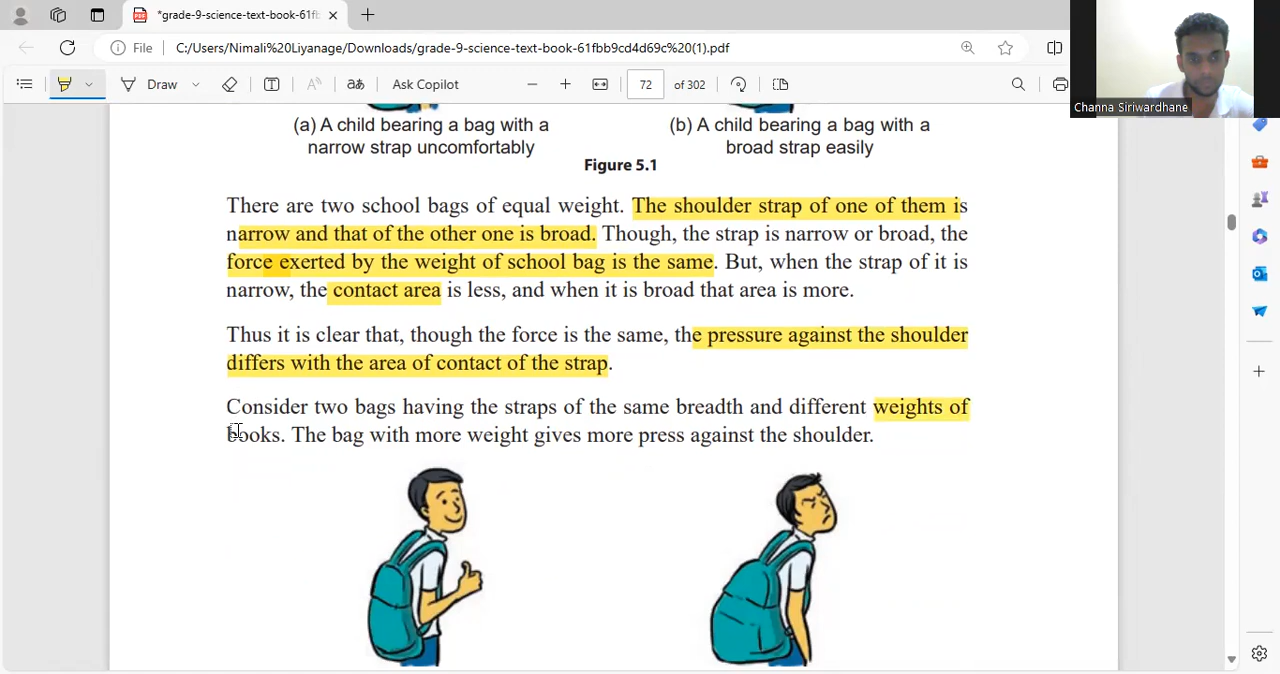 *grade-9-science-text-book-61fb
File
C:/Users/Nimali%20Liyanage/Downloads/grade-9-science-text-book-61fbb9cd4d69c%20(1).pdf
Draw
Ask Copilot
72 of 302
Channa Siriwardhane
(a) A child bearing a bag with a
narrow strap uncomfortably
(b) A child bearing a bag with a
broad strap easily
Figure 5.1
There are two school bags of equal weight. The shoulder strap of one of them is
narrow and that of the other one is broad. Though, the strap is narrow or broad, the
force exerted by the weight of school bag is the same. But, when the strap of it is
narrow, the contact area is less, and when it is broad that area is more.
Thus it is clear that, though the force is the same, the pressure against the shoulder
differs with the area of contact of the strap.
Consider two bags having the straps of the same breadth and different weights of
books. The bag with more weight gives more press against the shoulder.